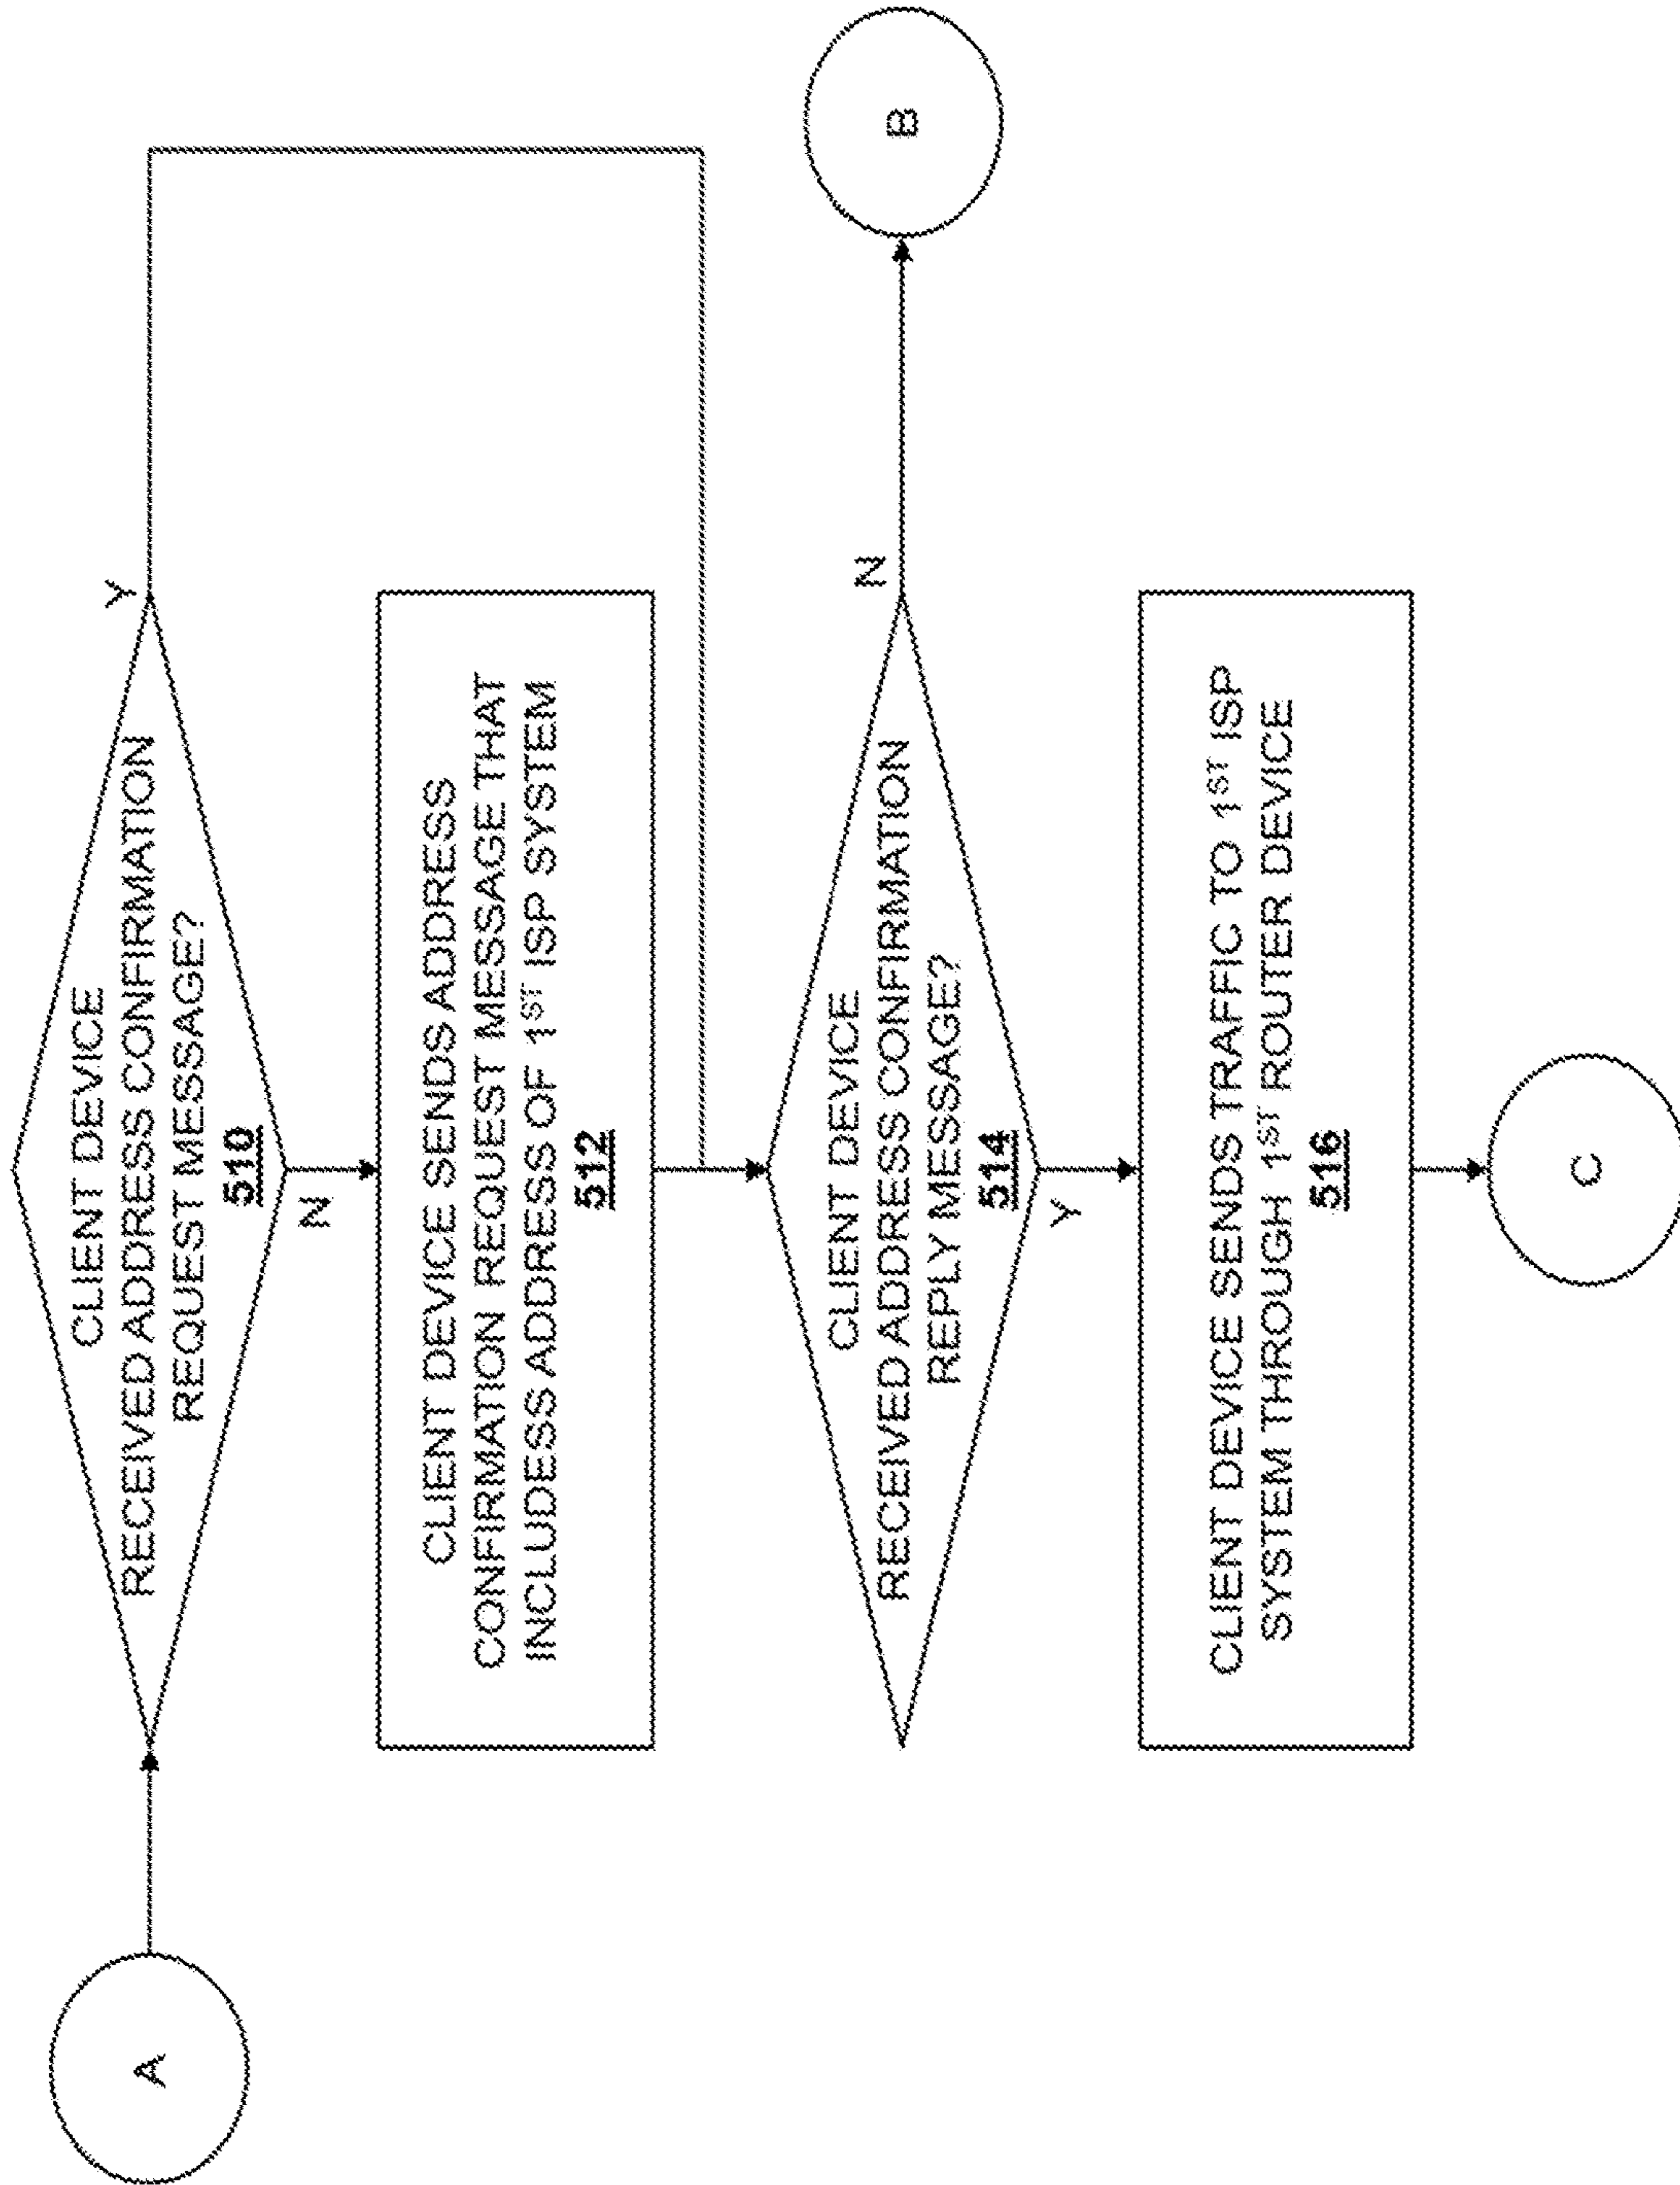 A
CLIENT DEVICE
RECEIVED ADDRESS CONFIRMATION
REQUEST MESSAGE?
510
Y
N
CLIENT DEVICE SENDS ADDRESS
CONFIRMATION REQUEST MESSAGE THAT
INCLUDESS ADDRESS OF 1ST ISP SYSTEM
512
CLIENT DEVICE
RECEIVED ADDRESS CONFIRMATION
REPLY MESSAGE?
514
N
B
Y
CLIENT DEVICE SENDS TRAFFIC TO 1ST ISP
SYSTEM THROUGH 1ST ROUTER DEVICE
516
C